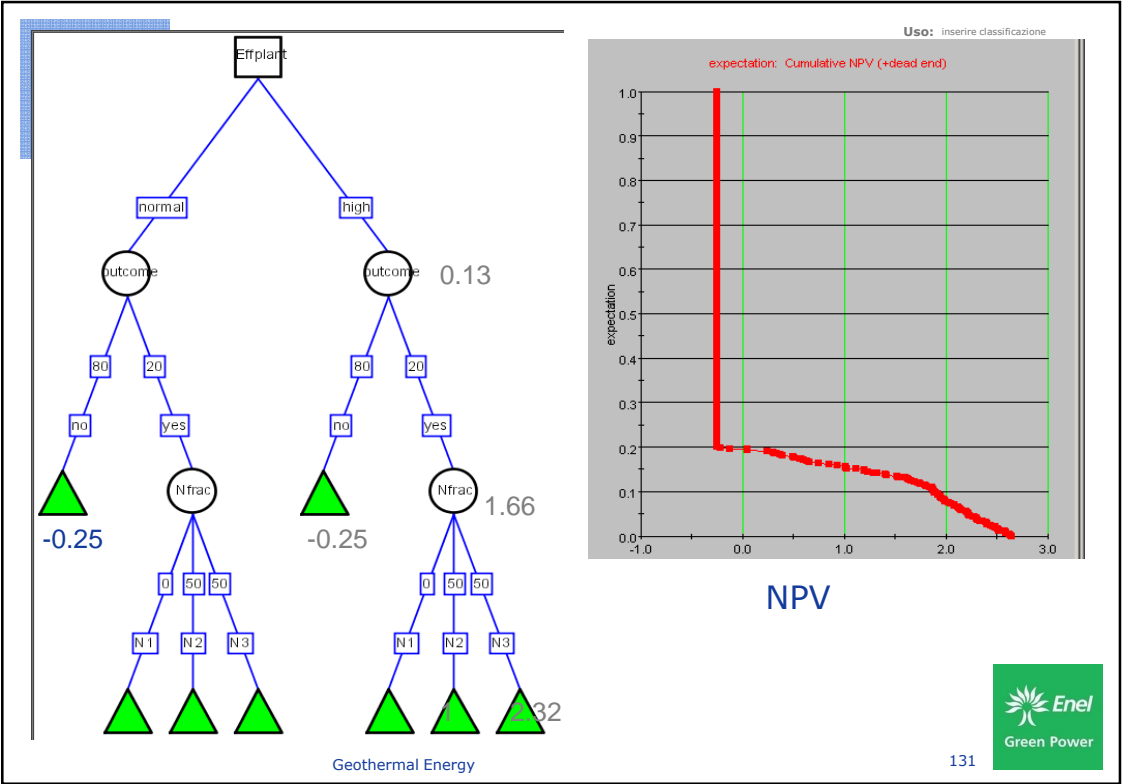 Uso: inserire classificazione
Effplant
normal
high
outcome
outcome
0.13
80
20
80
20
no
yes
no
yes
Nfrac
Nfrac
1.66
-0.25
-0.25
0
50
50
0
50
50
N1
N2
N3
N1
N2
N3
1
2.32
expectation: Cumulative NPV (+dead end)
expectation
1.0
0.9
0.8
0.7
0.6
0.5
0.4
0.3
0.2
0.1
0.0
-1.0
0.0
1.0
2.0
3.0
NPV
Enel
Green Power
Geothermal Energy
131